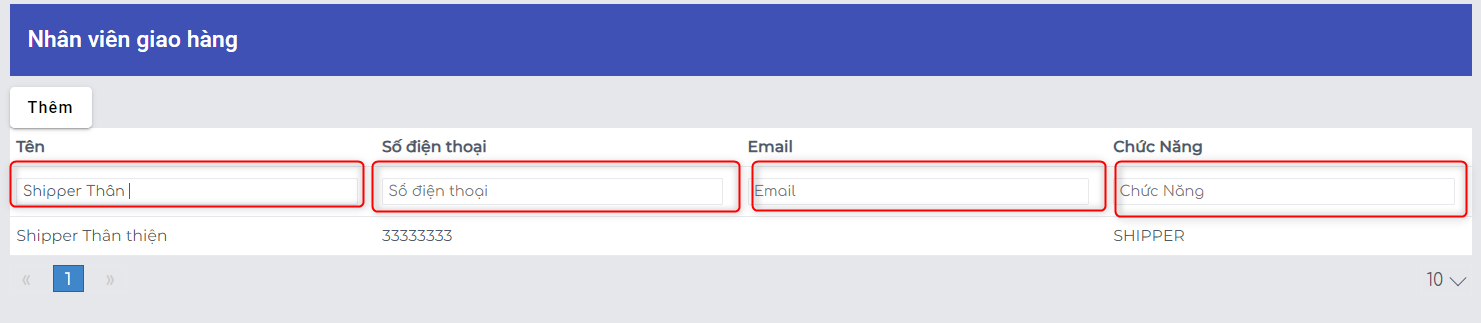 Nhân viên giao hàng
Thêm
Tên Số điện thoại Email Chức Năng
Shipper Thân Số điện thoại Email Chức Năng
Shipper Thân thiện 33333333 SHIPPER
« 1 » 10